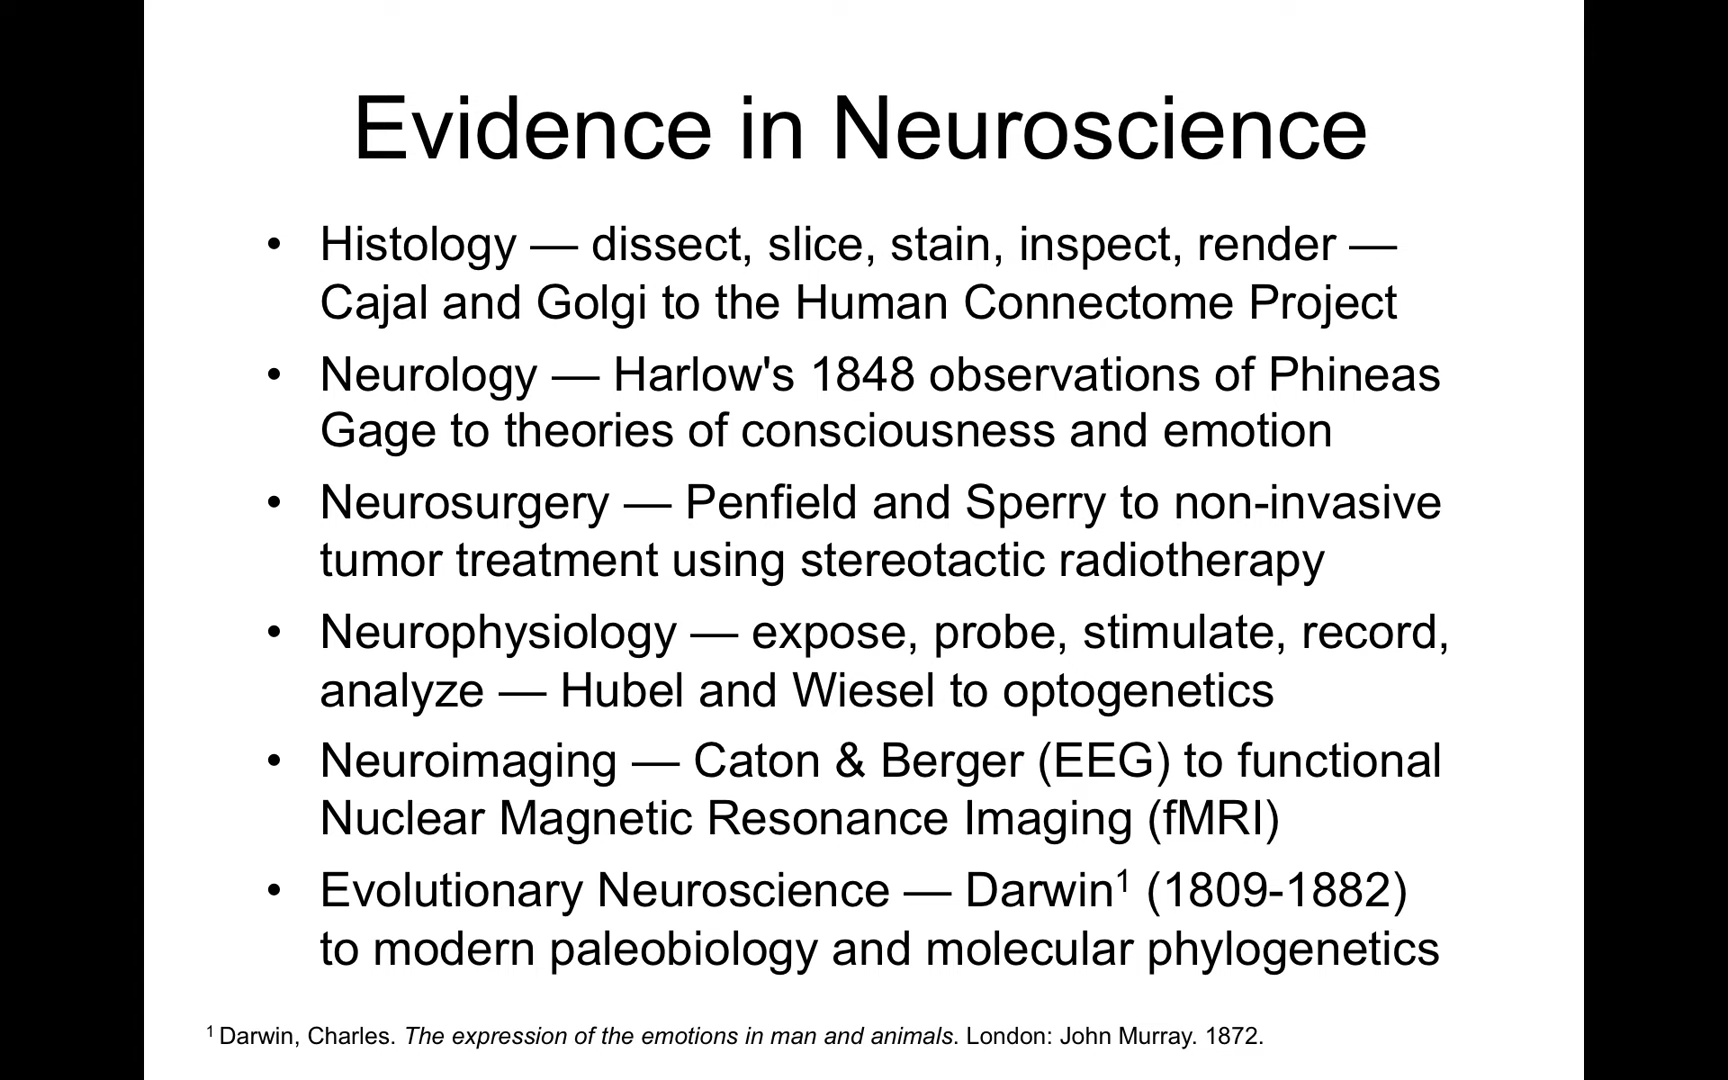 Evidence in Neuroscience
• Histology — dissect, slice, stain, inspect, render —
Cajal and Golgi to the Human Connectome Project
• Neurology — Harlow's 1848 observations of Phineas
Gage to theories of consciousness and emotion
• Neurosurgery — Penfield and Sperry to non-invasive
tumor treatment using stereotactic radiotherapy
• Neurophysiology — expose, probe, stimulate, record,
analyze — Hubel and Wiesel to optogenetics
• Neuroimaging — Caton & Berger (EEG) to functional
Nuclear Magnetic Resonance Imaging (fMRI)
• Evolutionary Neuroscience — Darwin¹ (1809-1882)
to modern paleobiology and molecular phylogenetics
¹ Darwin, Charles. The expression of the emotions in man and animals. London: John Murray. 1872.